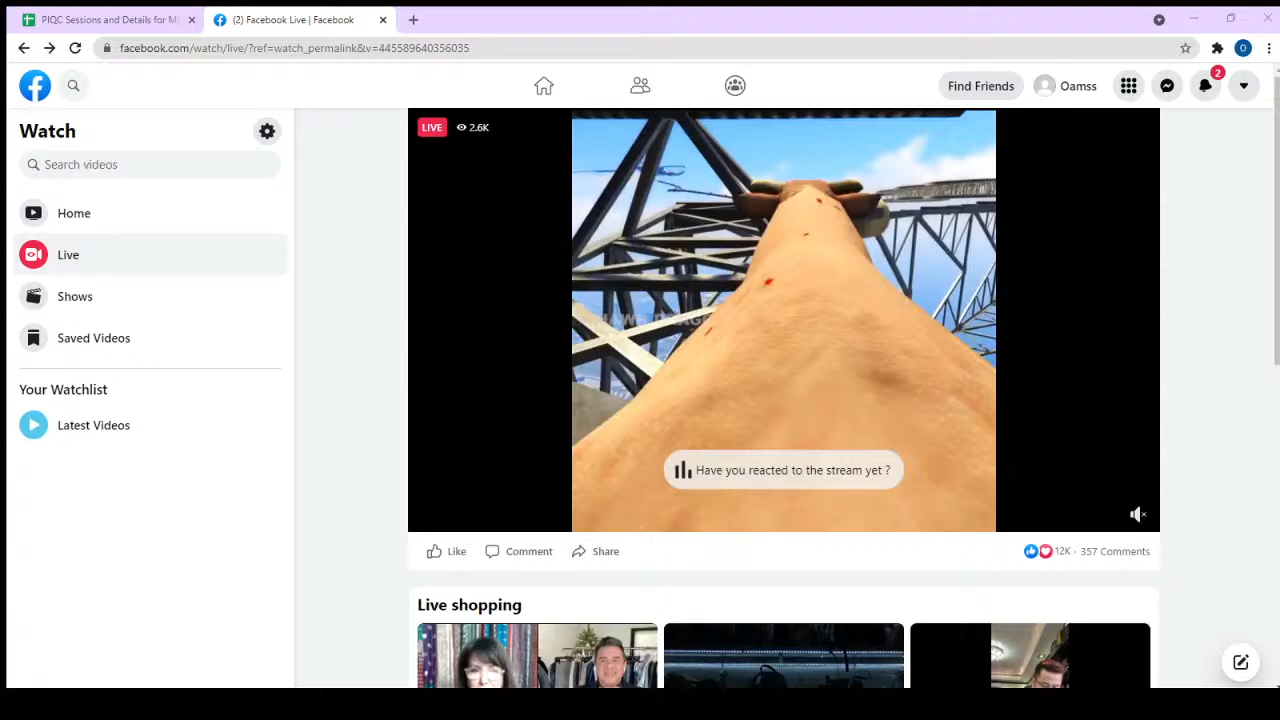 PIQC Sessions and Details for M
(2) Facebook Live | Facebook
facebook.com/watch/live/?ref=watch_permalink&v=445589640356035
O
2
Find Friends
Oamss
Watch
Search videos
Home
Live
Shows
Saved Videos
Your Watchlist
Latest Videos
LIVE
2.6K
Have you reacted to the stream yet ?
Like
Comment
Share
12K · 357 Comments
Live shopping